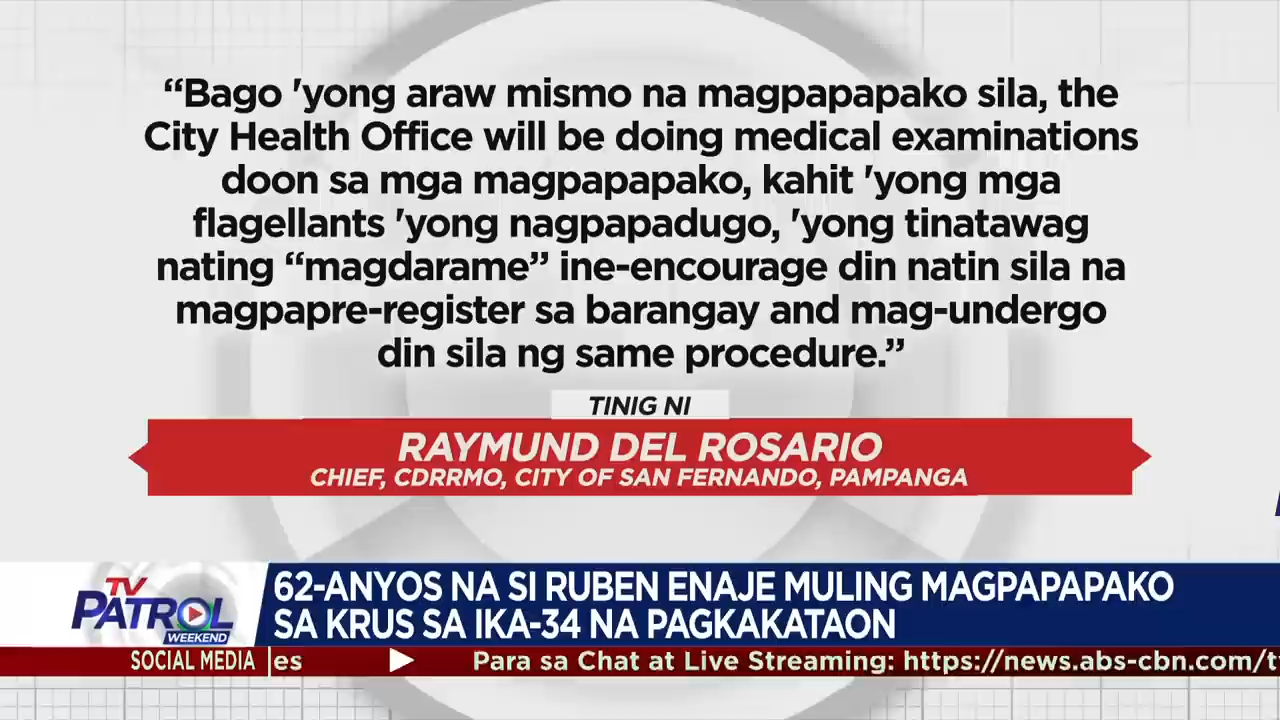 “Bago 'yong araw mismo na magpapapako sila, the
City Health Office will be doing medical examinations
doon sa mga magpapapako, kahit 'yong mga
flagellants 'yong nagpapadugo, 'yong tinatawag
nating “magdarame” ine-encourage din natin sila na
magpapre-register sa barangay and mag-undergo
din sila ng same procedure.”
TINIG NI
RAYMUND DEL ROSARIO
CHIEF, CDRRMO, CITY OF SAN FERNANDO, PAMPANGA
TV
PATROL
WEEKEND
62-ANYOS NA SI RUBEN ENAJE MULING MAGPAPAPAKO
SA KRUS SA IKA-34 NA PAGKAKATAON
SOCIAL MEDIA es Para sa Chat at Live Streaming: https://news.abs-cbn.com/